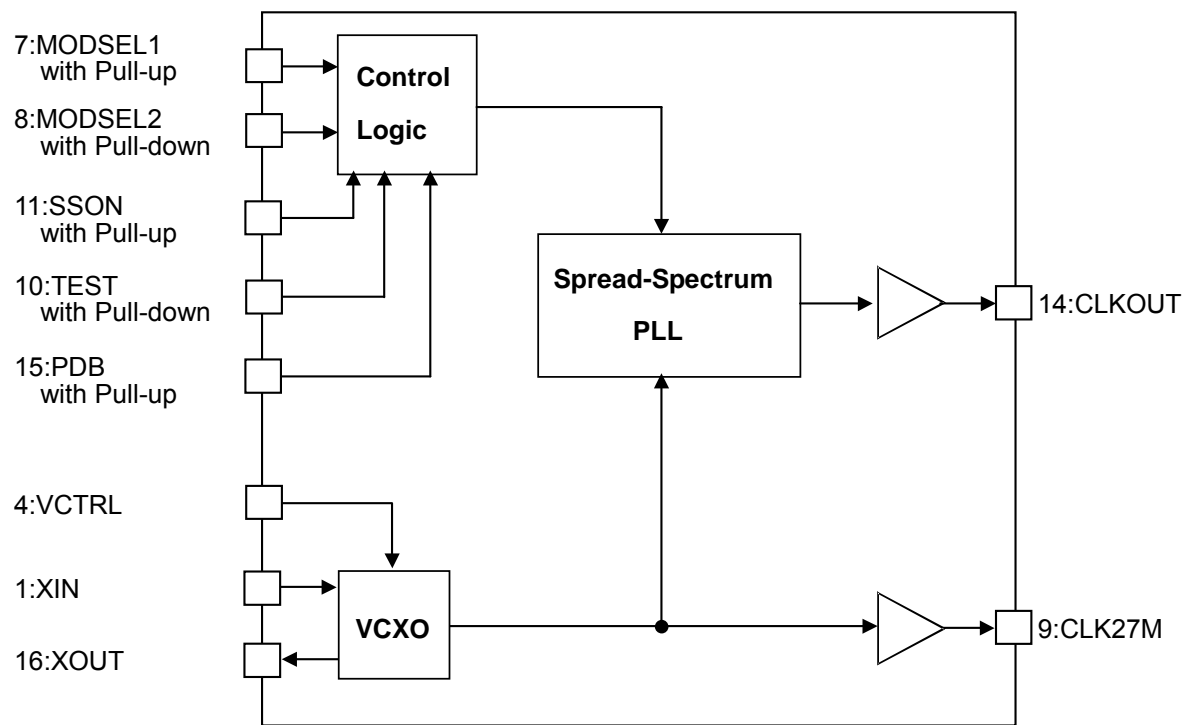 7:MODSEL1
with Pull-up
8:MODSEL2
with Pull-down
11:SSON
with Pull-up
10:TEST
with Pull-down
15:PDB
with Pull-up
4:VCTRL
1:XIN
16:XOUT
Control
Logic
Spread-Spectrum
PLL
VCXO
14:CLKOUT
9:CLK27M